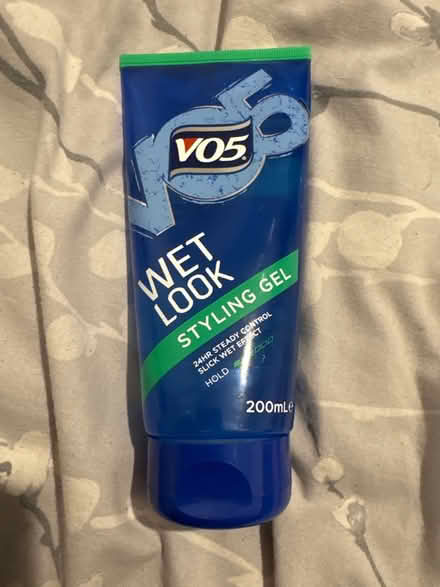 VO5
VO5®
WET
LOOK
STYLING GEL
24HR STEADY CONTROL
SLICK WET EFFECT
HOLD
200mL e